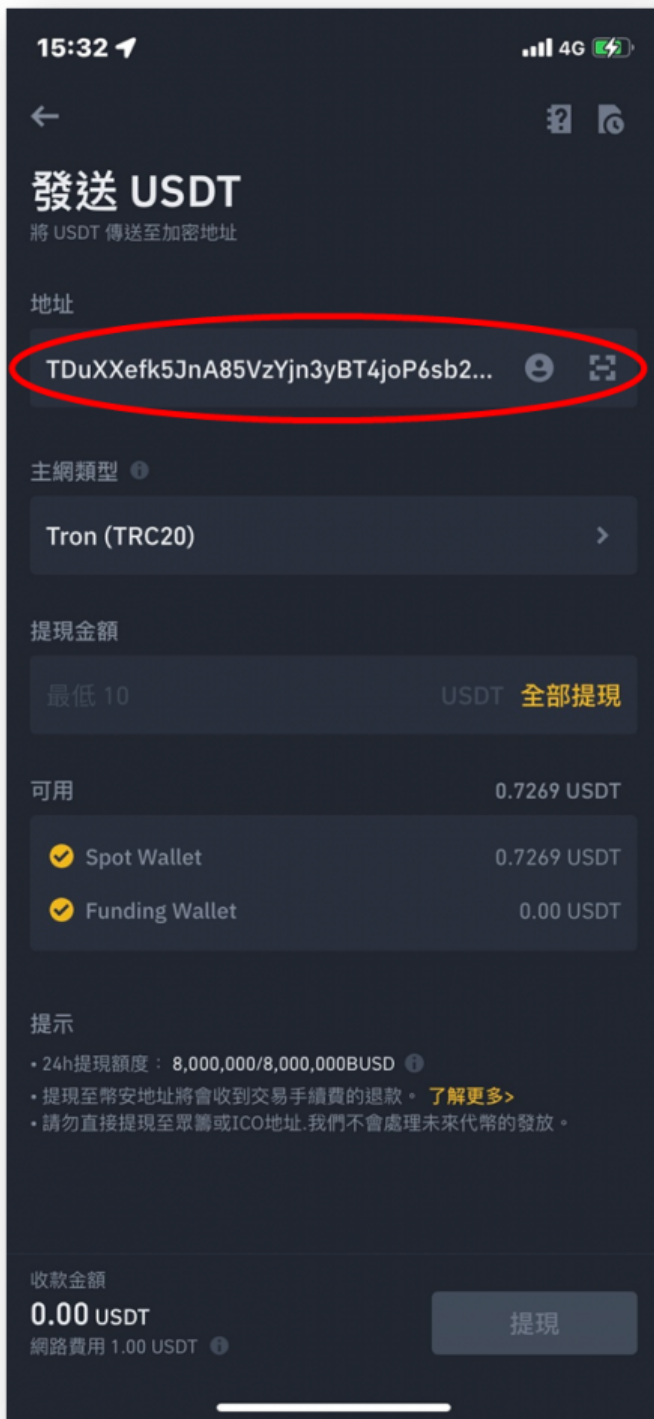 15:32
4G
發送 USDT
將 USDT 傳送至加密地址
地址
TDuXXefk5JnA85VzYjn3yBT4joP6sb2...
主網類型
Tron (TRC20)
提現金額
最低 10 USDT 全部提現
可用 0.7269 USDT
Spot Wallet 0.7269 USDT
Funding Wallet 0.00 USDT
提示
• 24h提現額度： 8,000,000/8,000,000BUSD
• 提現至幣安地址將會收到交易手續費的退款。 了解更多>
• 請勿直接提現至眾籌或ICO地址.我們不會處理未來代幣的發放。
收款金額
0.00 USDT
網路費用 1.00 USDT
提現